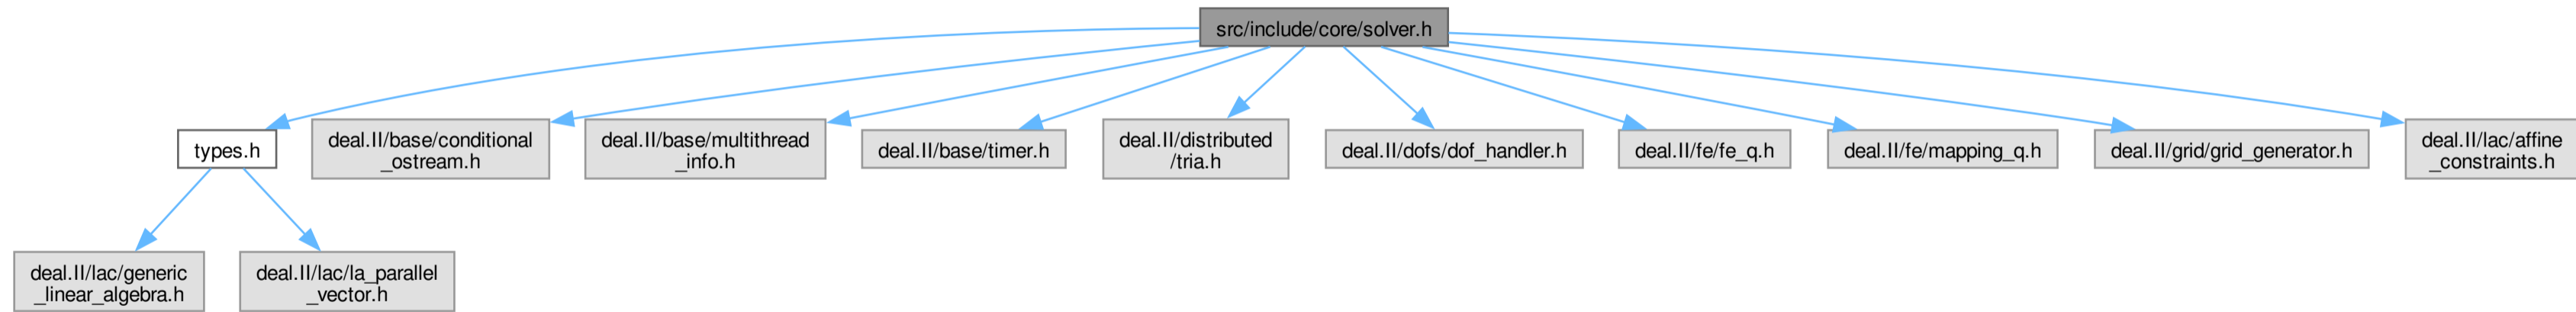 src/include/core/solver.h
types.h
deal.II/base/conditional
_ostream.h
deal.II/base/multithread
_info.h
deal.II/base/timer.h
deal.II/distributed
/tria.h
deal.II/dofs/dof_handler.h
deal.II/fe/fe_q.h
deal.II/fe/mapping_q.h
deal.II/grid/grid_generator.h
deal.II/lac/affine
_constraints.h
deal.II/lac/generic
_linear_algebra.h
deal.II/lac/la_parallel
_vector.h